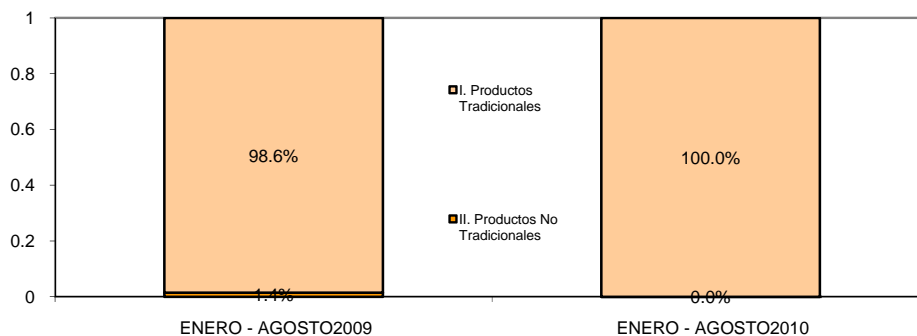 1
0.8
0.6
0.4
0.2
0
98.6%
1.4%
I. Productos
Tradicionales
II. Productos No
Tradicionales
100.0%
0.0%
ENERO - AGOSTO2009
ENERO - AGOSTO2010